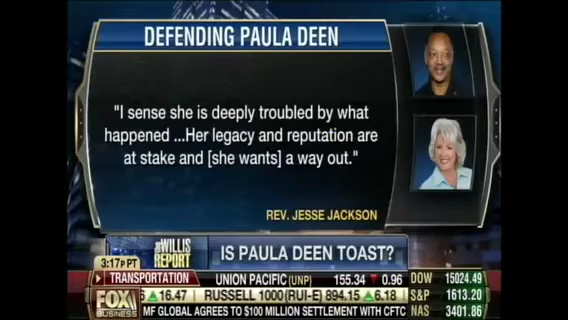 DEFENDING PAULA DEEN
"I sense she is deeply troubled by what
happened ...Her legacy and reputation are
at stake and [she wants] a way out."
REV. JESSE JACKSON
THE WILLIS
REPORT
IS PAULA DEEN TOAST?
3:17P PT
TRANSPORTATION UNION PACIFIC (UNP) 155.34 ▼ 0.96 DOW 15024.49
6 ▲ 16.47 RUSSELL 1000 (RUI-E) 894.15 ▲ 6.18 S&P 1613.20
FOX
BUSINESS
MF GLOBAL AGREES TO $100 MILLION SETTLEMENT WITH CFTC NAS 3401.86